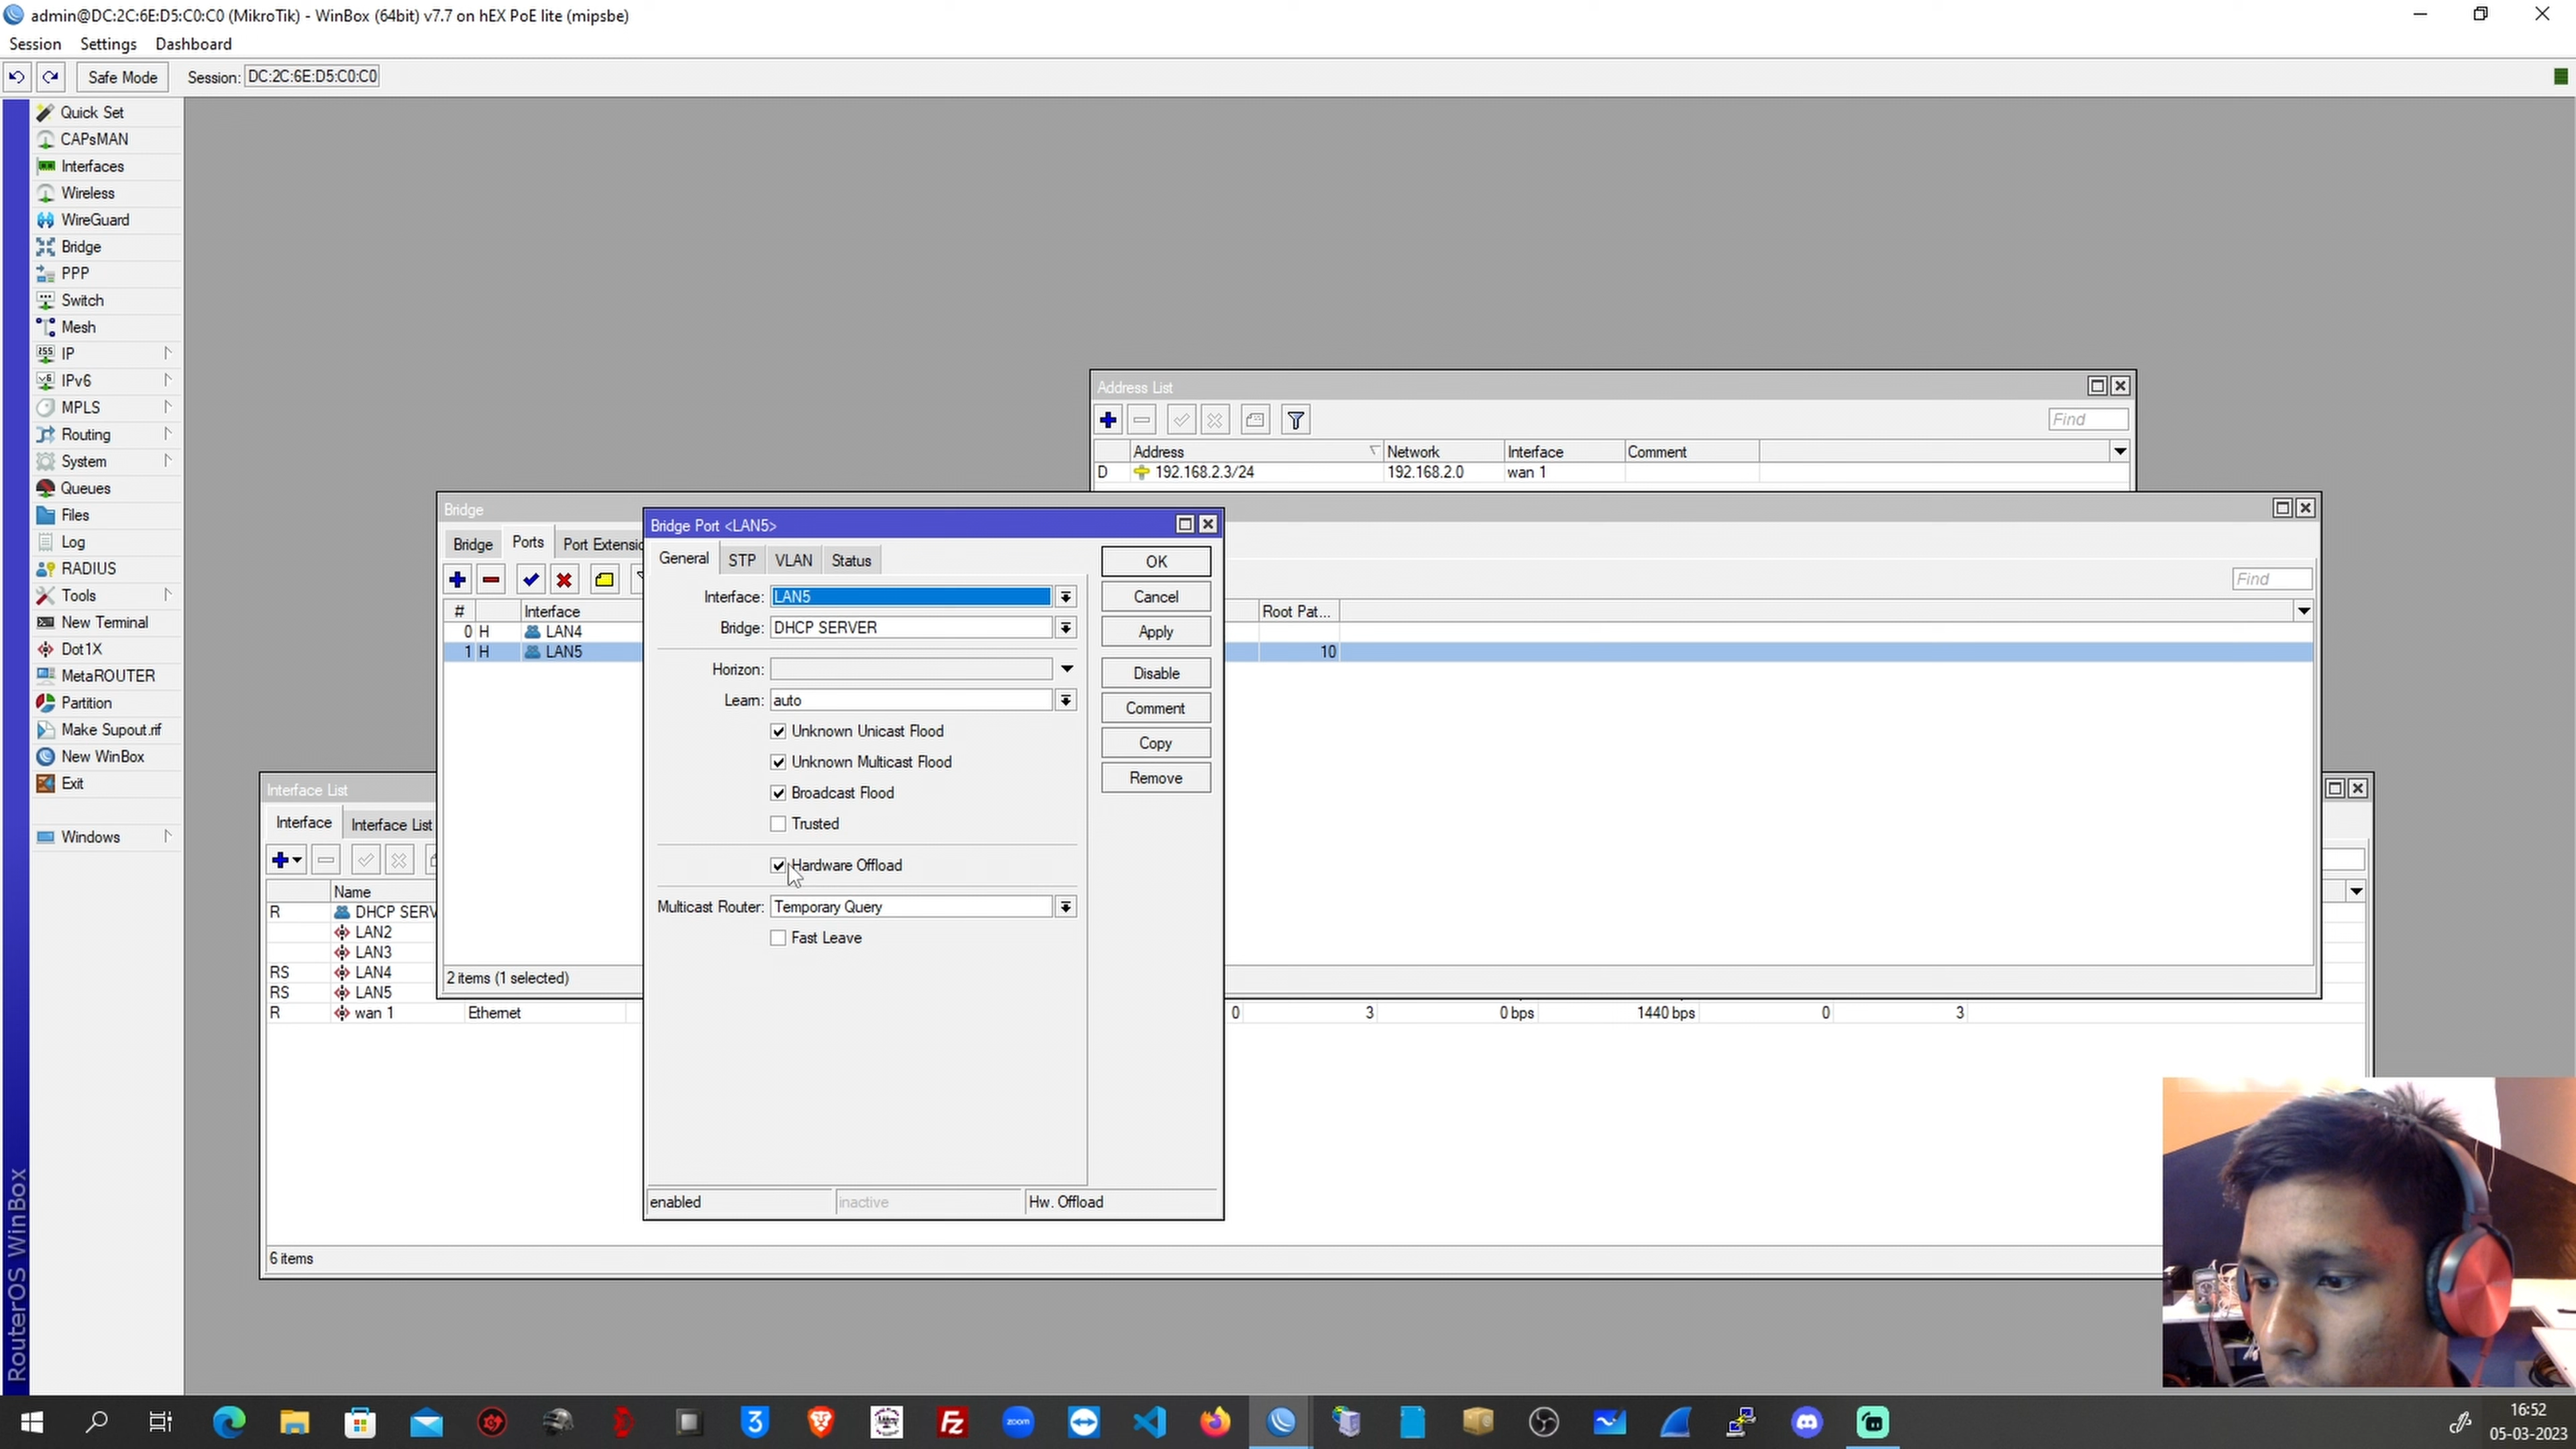 admin@DC:2C:6E:D5:C0:C0 (MikroTik) - WinBox (64bit) v7.7 on hEX PoE lite (mipsbe)
Session Settings Dashboard
Safe Mode Session: DC:2C:6E:D5:C0:C0
Quick Set
CAPsMAN
Interfaces
Wireless
WireGuard
Bridge
PPP
Switch
Mesh
IP
IPv6
MPLS
Routing
System
Queues
Files
Log
RADIUS
Tools
New Terminal
Dot1X
MetaROUTER
Partition
Make Supout.rif
New WinBox
Exit
Windows
RouterOS WinBox
Address List
Find
Address Network Interface Comment
D 192.168.2.3/24 192.168.2.0 wan 1
Bridge
Bridge Ports Port Extensio
Find
# Interface Root Pat...
0 H LAN4
1 H LAN5 10
2 items (1 selected)
Bridge Port <LAN5>
General STP VLAN Status
Interface: LAN5
Bridge: DHCP SERVER
Horizon:
Learn: auto
Unknown Unicast Flood
Unknown Multicast Flood
Broadcast Flood
Trusted
Hardware Offload
Multicast Router: Temporary Query
Fast Leave
OK
Cancel
Apply
Disable
Comment
Copy
Remove
enabled inactive Hw. Offload
Interface List
Interface Interface List
Name
R DHCP SERV
LAN2
LAN3
RS LAN4
RS LAN5
R wan 1 Ethernet 0 3 0 bps 1440 bps 0 3
6 items
3
Fz
zoom
16:52
05-03-2023